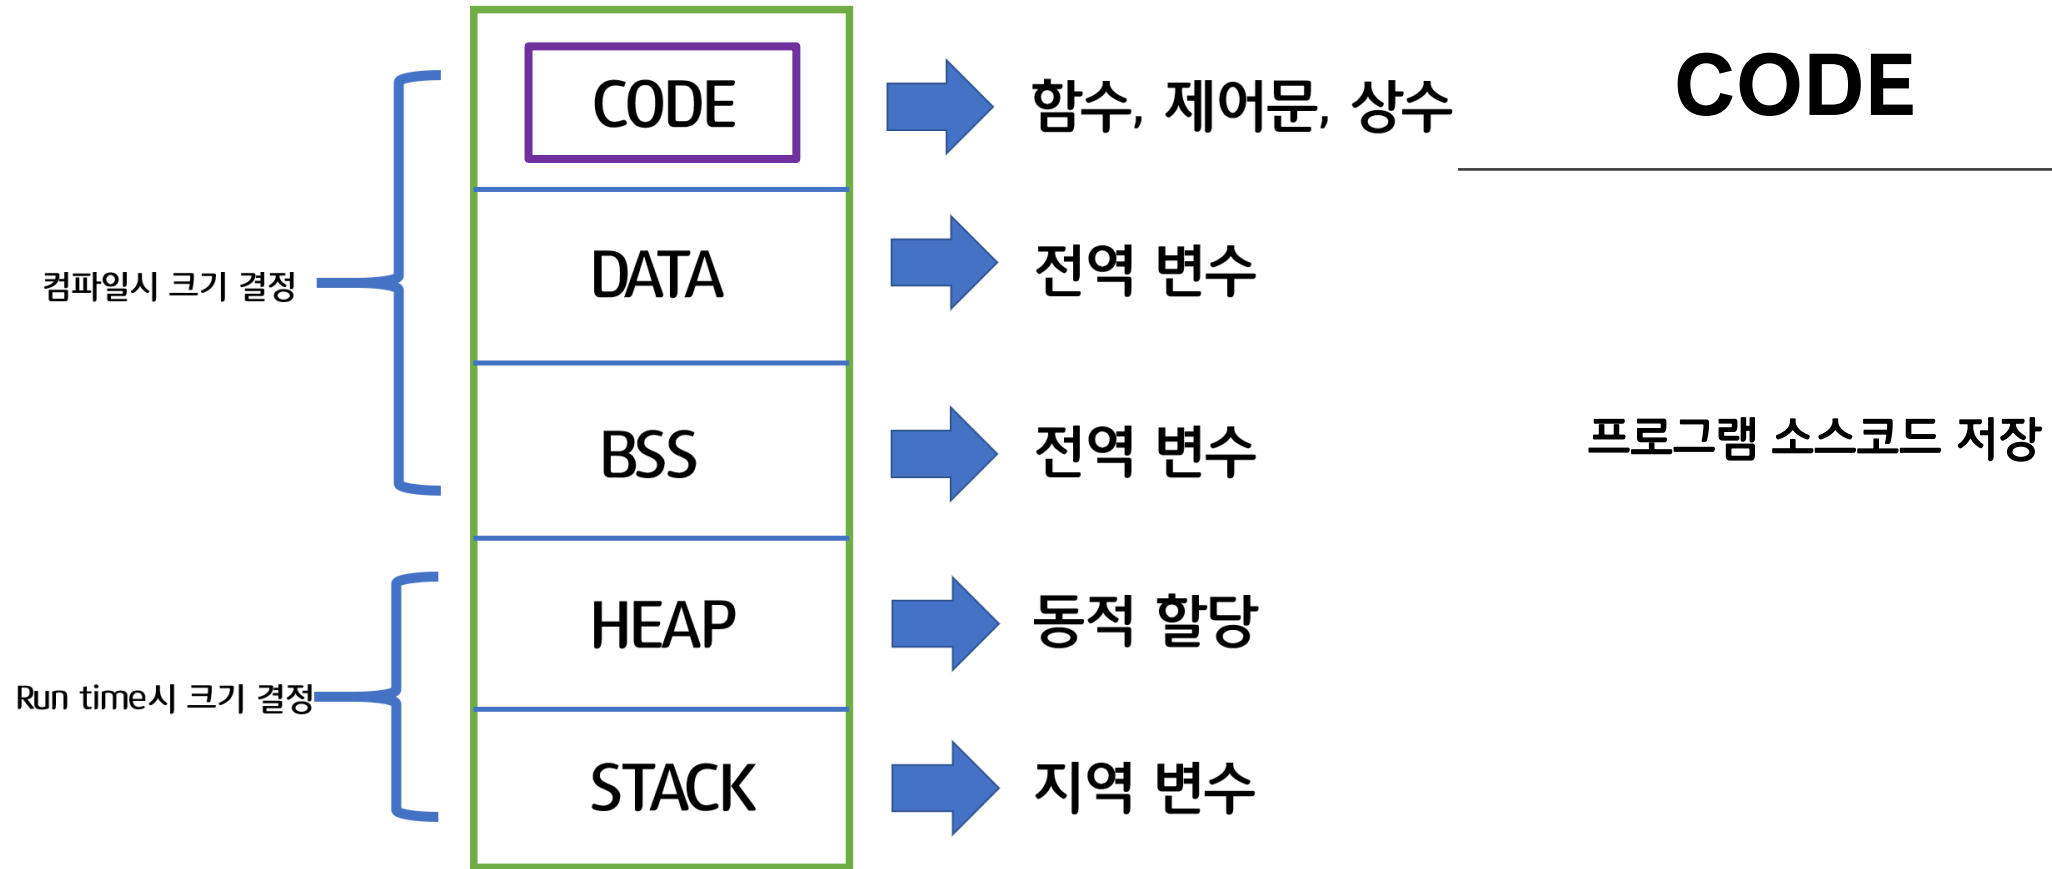 CODE
함수, 제어문, 상수
CODE
DATA
전역 변수
컴파일시 크기 결정
BSS
전역 변수
프로그램 소스코드 저장
HEAP
동적 할당
Run time시 크기 결정
STACK
지역 변수